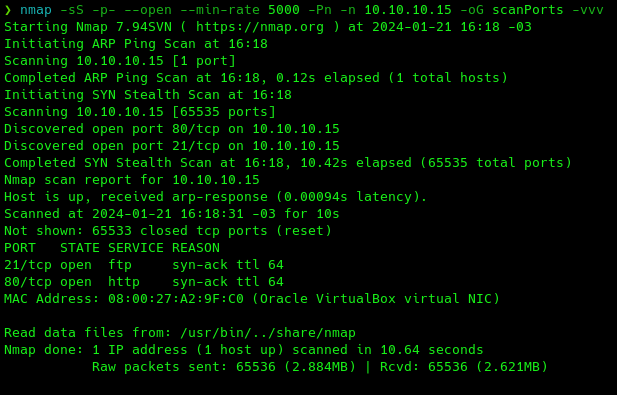 ❯ nmap -sS -p- --open --min-rate 5000 -Pn -n 10.10.10.15 -oG scanPorts -vvv
Starting Nmap 7.94SVN ( https://nmap.org ) at 2024-01-21 16:18 -03
Initiating ARP Ping Scan at 16:18
Scanning 10.10.10.15 [1 port]
Completed ARP Ping Scan at 16:18, 0.12s elapsed (1 total hosts)
Initiating SYN Stealth Scan at 16:18
Scanning 10.10.10.15 [65535 ports]
Discovered open port 80/tcp on 10.10.10.15
Discovered open port 21/tcp on 10.10.10.15
Completed SYN Stealth Scan at 16:18, 10.42s elapsed (65535 total ports)
Nmap scan report for 10.10.10.15
Host is up, received arp-response (0.00094s latency).
Scanned at 2024-01-21 16:18:31 -03 for 10s
Not shown: 65533 closed tcp ports (reset)
PORT   STATE SERVICE REASON
21/tcp open  ftp     syn-ack ttl 64
80/tcp open  http    syn-ack ttl 64
MAC Address: 08:00:27:A2:9F:C0 (Oracle VirtualBox virtual NIC)

Read data files from: /usr/bin/../share/nmap
Nmap done: 1 IP address (1 host up) scanned in 10.64 seconds
           Raw packets sent: 65536 (2.884MB) | Rcvd: 65536 (2.621MB)